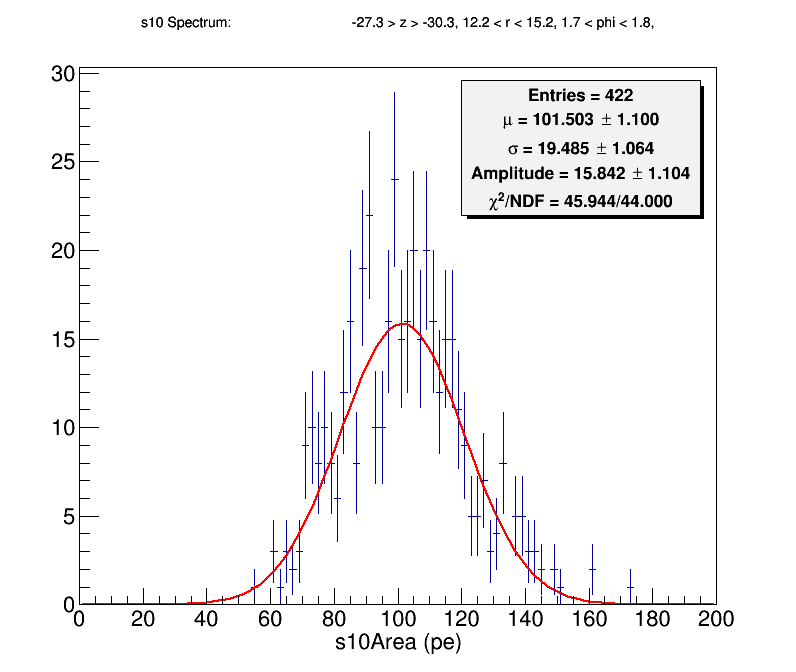 s10 Spectrum: -27.3 > z > -30.3, 12.2 < r < 15.2, 1.7 < phi < 1.8,
Entries = 422
μ = 101.503 ± 1.100
σ = 19.485 ± 1.064
Amplitude = 15.842 ± 1.104
χ²/NDF = 45.944/44.000
30
25
20
15
10
5
0
0 20 40 60 80 100 120 140 160 180 200
s10Area (pe)